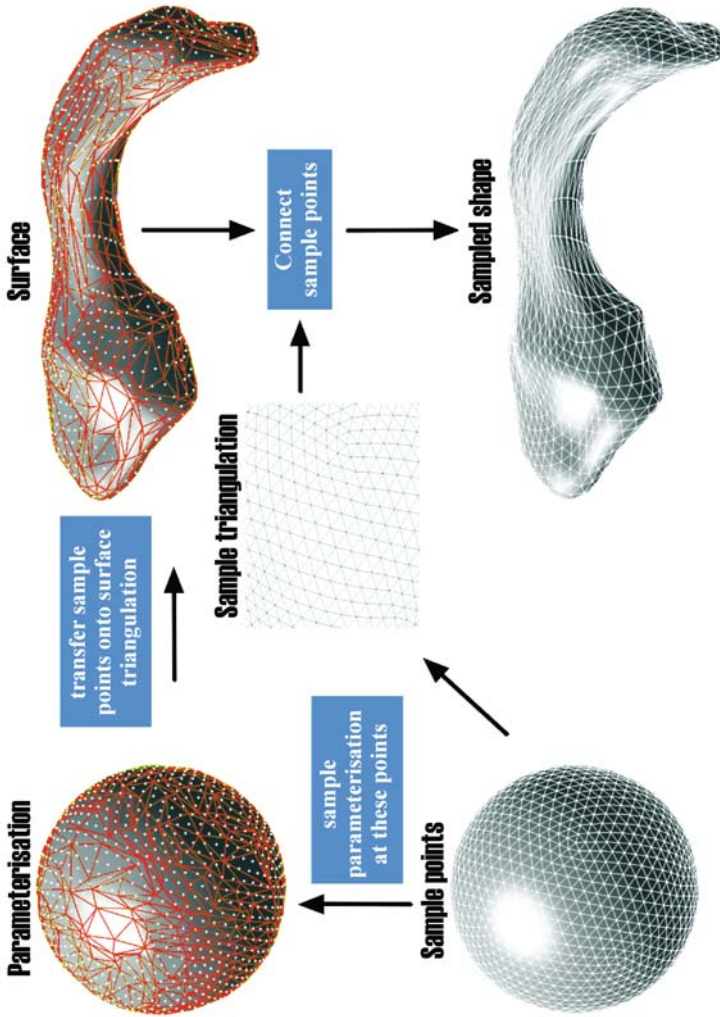 Parameterisation
transfer sample
points onto surface
triangulation
Surface
sample
parameterisation
at these points
Sample triangulation
Connect
sample points
Sample points
Sampled shape